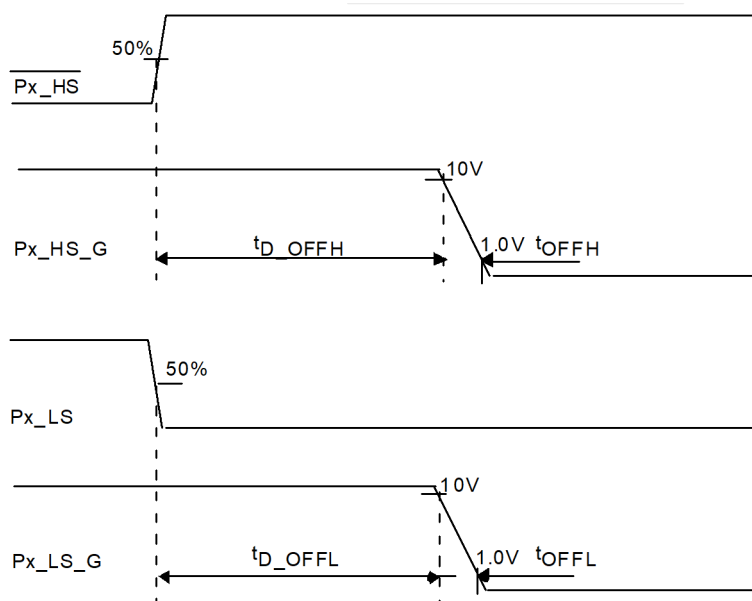 50%
Px_HS
10V
Px_HS_G
tD_OFFH
1.0V
tOFFH
50%
Px_LS
10V
Px_LS_G
tD_OFFL
1.0V
tOFFL